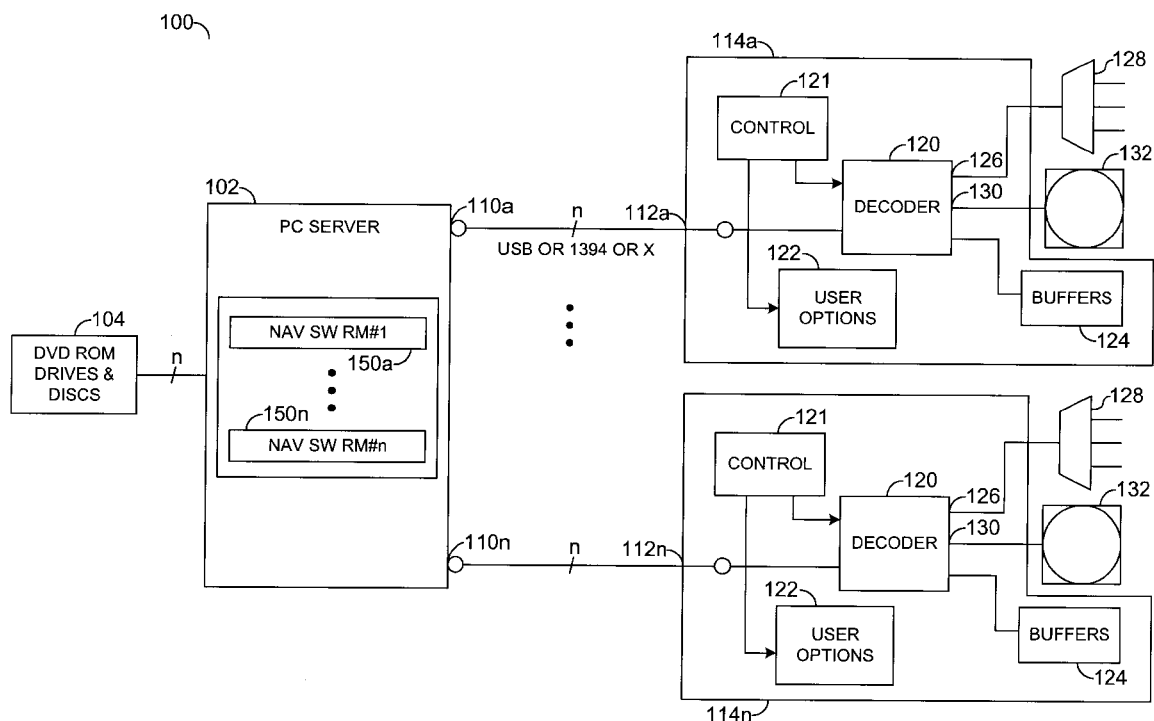 100
114a
128
121
CONTROL
120
126
132
102
110a
n
112a
130
DECODER
PC SERVER
USB OR 1394 OR X
122
USER
OPTIONS
BUFFERS
124
104
DVD ROM
DRIVES &
DISCS
n
NAV SW RM#1
150a
150n
NAV SW RM#n
128
121
CONTROL
120
126
132
110n
n
112n
130
DECODER
122
USER
OPTIONS
BUFFERS
124
114n